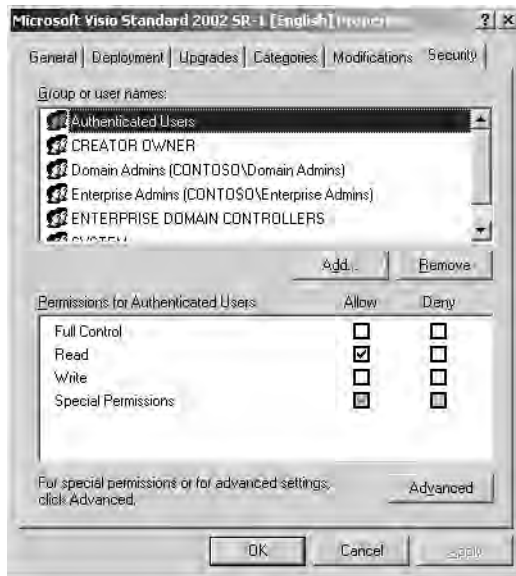 Microsoft Visio Standard 2002 SR-1 [English]
General Deployment Upgrades Categories Modifications Security
Group or user names:
Authenticated Users
CREATOR OWNER
Domain Admins (CONTOSO\Domain Admins)
Enterprise Admins (CONTOSO\Enterprise Admins)
ENTERPRISE DOMAIN CONTROLLERS
SYSTEM
Add... Remove
Permissions for Authenticated Users Allow Deny
Full Control
Read
Write
Special Permissions
For special permissions or for advanced settings,
click Advanced.
Advanced
OK Cancel Apply